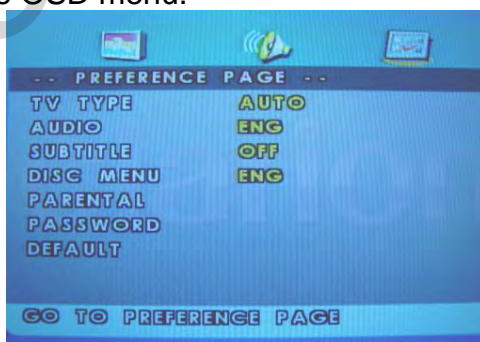 -- PREFERENCE PAGE --
TV TYPE AUTO
AUDIO ENG
SUBTITLE OFF
DISC MENU ENG
PARENTAL
PASSWORD
DEFAULT
GO TO PREFERENCE PAGE